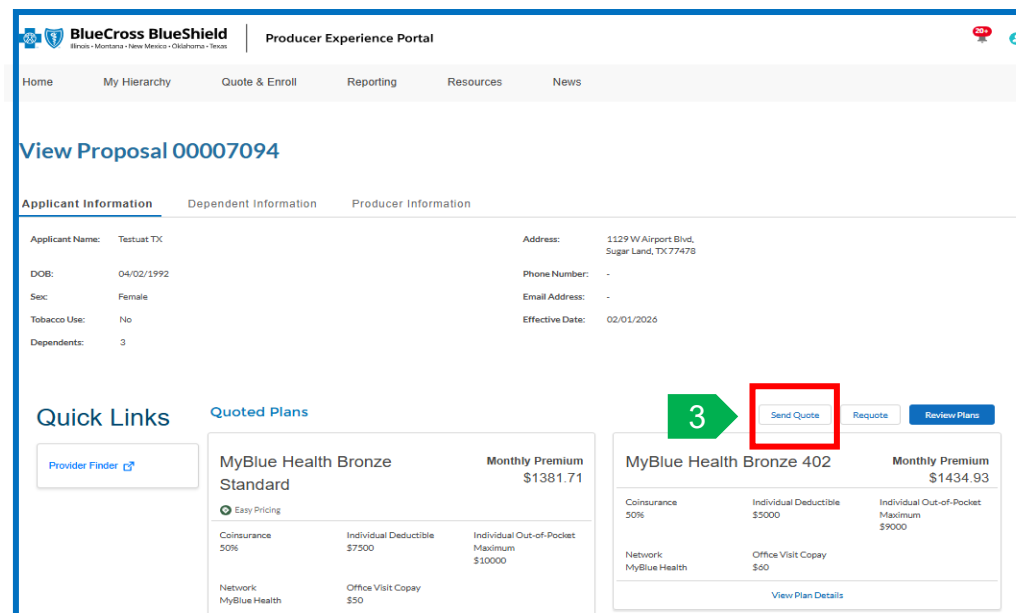 BlueCross BlueShield
Illinois • Montana • New Mexico • Oklahoma • Texas
Producer Experience Portal
20+
Home My Hierarchy Quote & Enroll Reporting Resources News
View Proposal 00007094
Applicant Information Dependent Information Producer Information
Applicant Name: Testuat TX
Address: 1129 W Airport Blvd,
Sugar Land, TX 77478
DOB: 04/02/1992
Phone Number: -
Sex: Female
Email Address: -
Tobacco Use: No
Effective Date: 02/01/2026
Dependents: 3
Quick Links
Provider Finder
Quoted Plans
3
Send Quote
Requote
Review Plans
MyBlue Health Bronze
Standard
Monthly Premium
$1381.71
Easy Pricing
Coinsurance
50%
Individual Deductible
$7500
Individual Out-of-Pocket
Maximum
$10000
Network
MyBlue Health
Office Visit Copay
$50
MyBlue Health Bronze 402
Monthly Premium
$1434.93
Coinsurance
50%
Individual Deductible
$5000
Individual Out-of-Pocket
Maximum
$9000
Network
MyBlue Health
Office Visit Copay
$60
View Plan Details